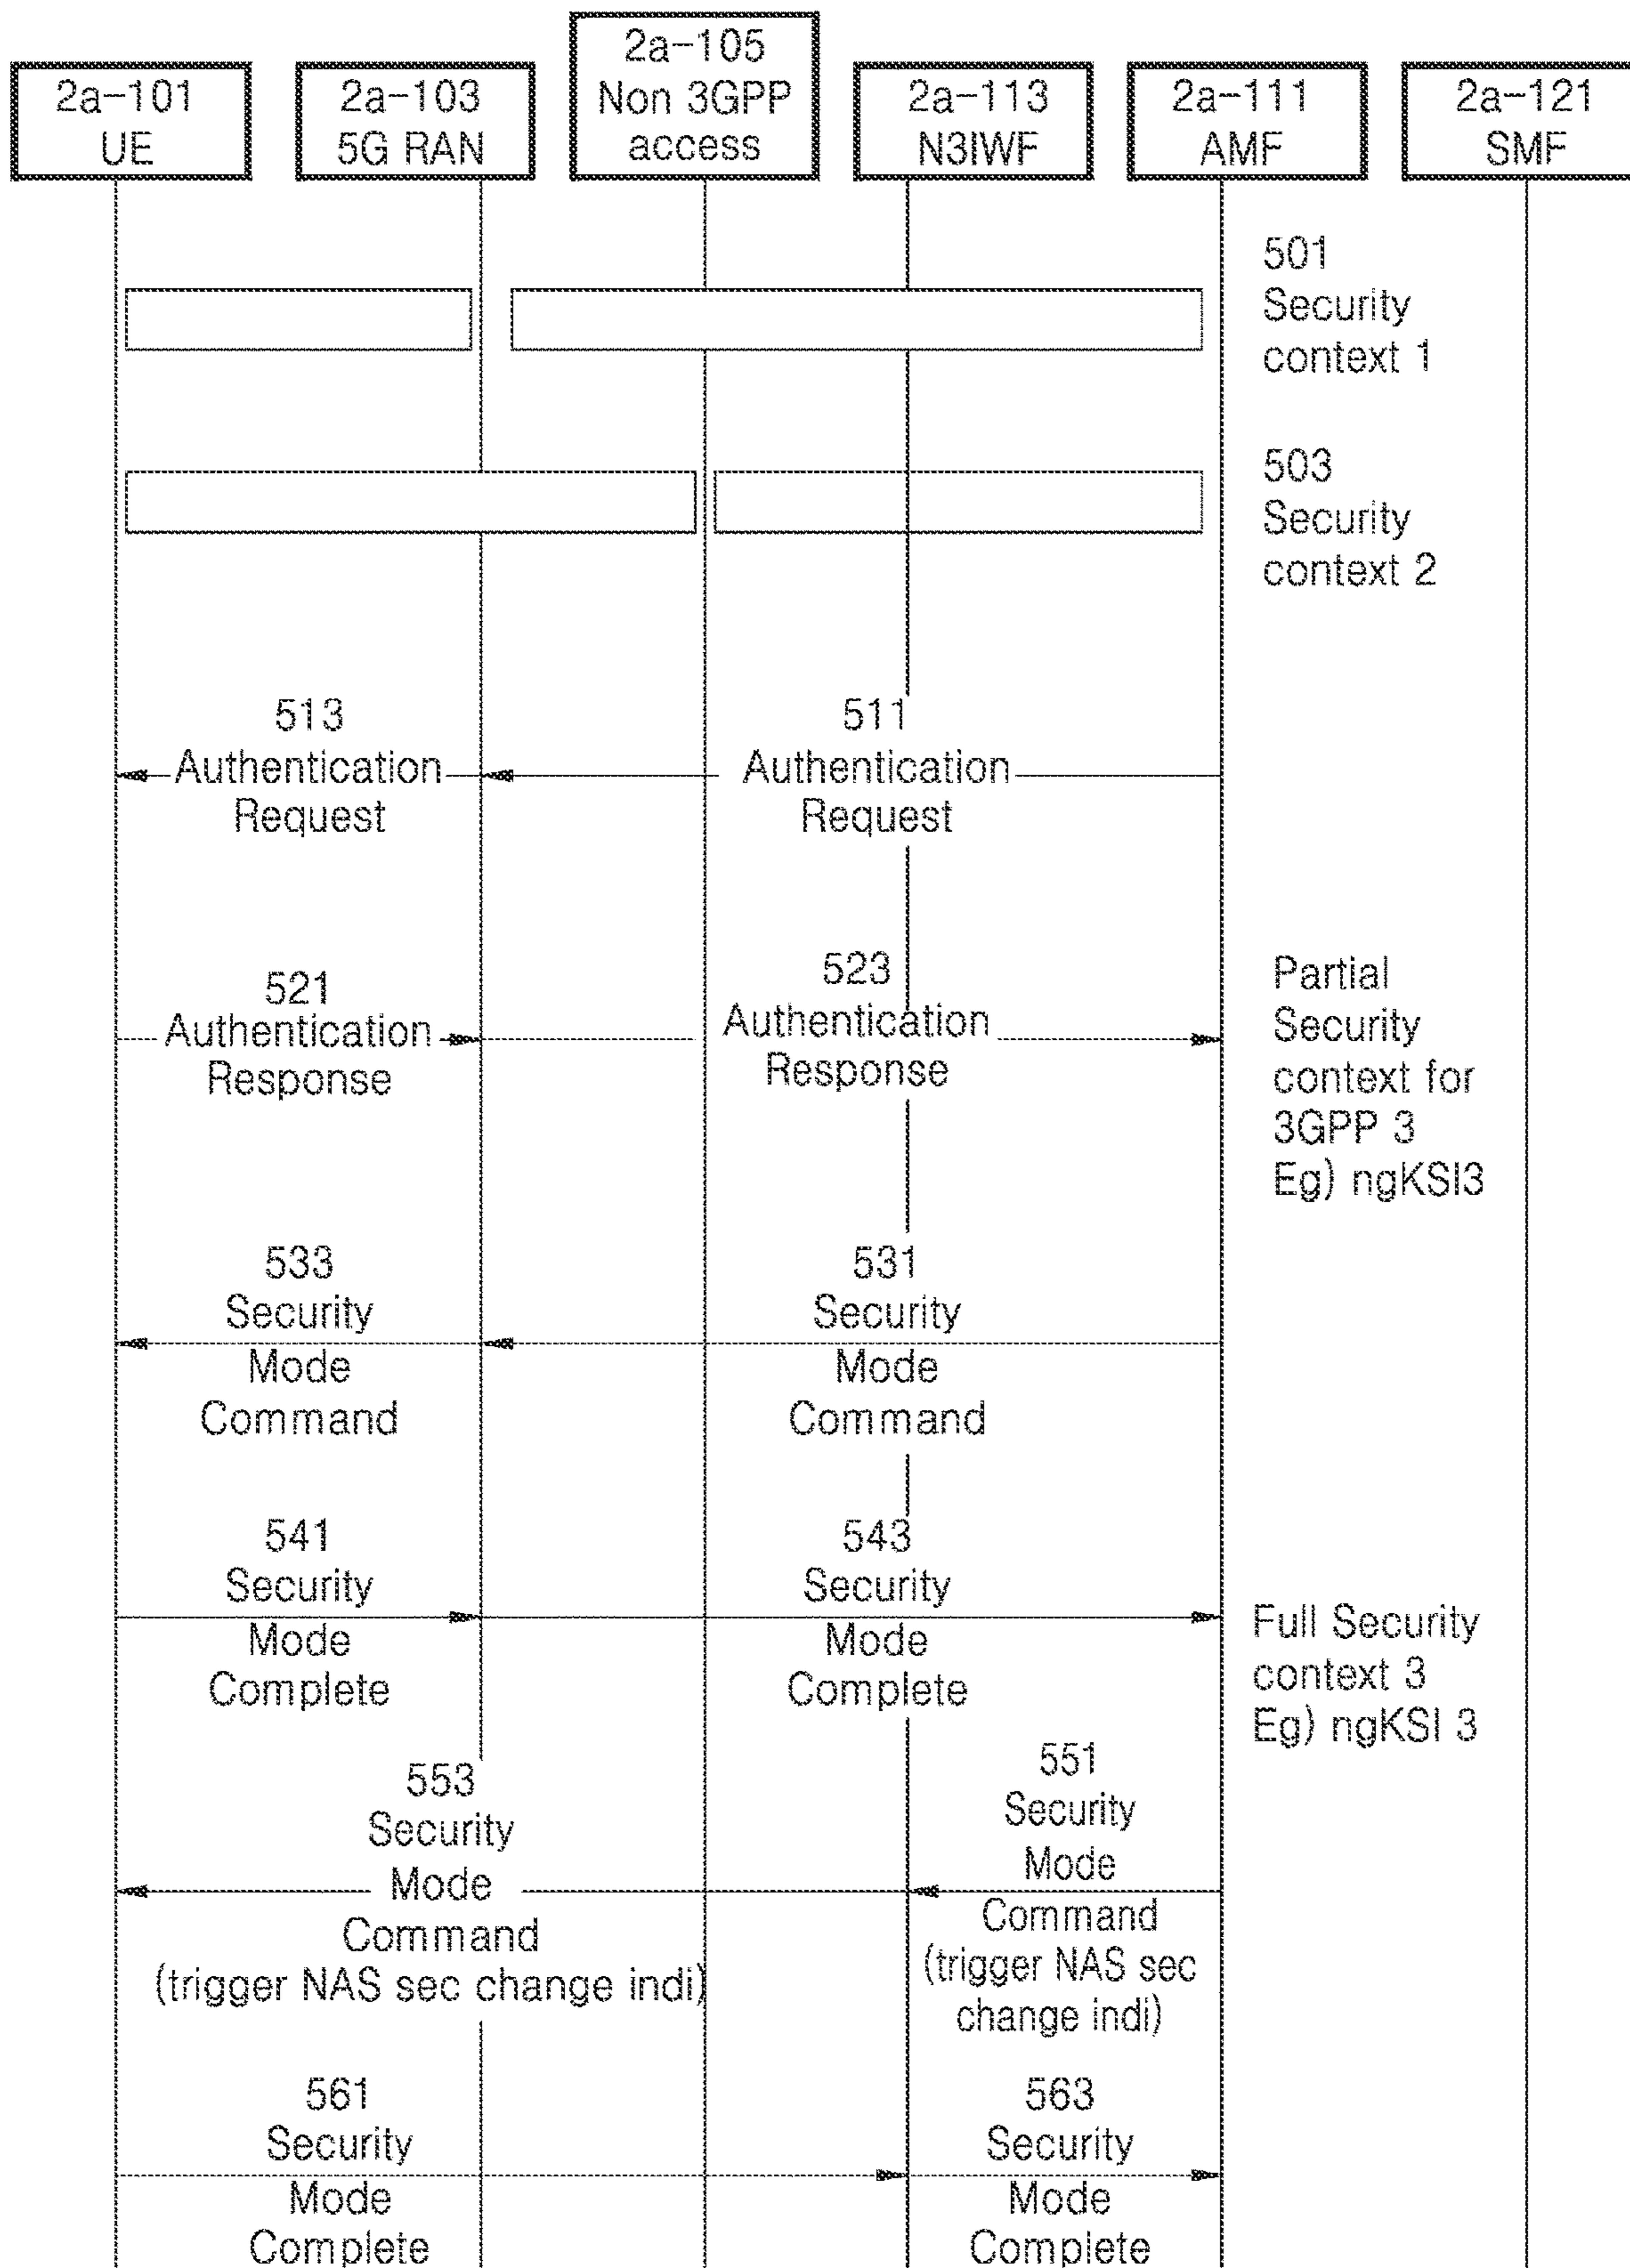 2a-101
UE
2a-103
5G RAN
2a-105
Non 3GPP
access
2a-113
N3IWF
2a-111
AMF
2a-121
SMF
501
Security
context 1
503
Security
context 2
513
Authentication
Request
511
Authentication
Request
521
Authentication
Response
523
Authentication
Response
Partial
Security
context for
3GPP 3
Eg) ngKSI3
533
Security
Mode
Command
531
Security
Mode
Command
541
Security
Mode
Complete
543
Security
Mode
Complete
Full Security
context 3
Eg) ngKSI 3
553
Security
Mode
Command
(trigger NAS sec change indi)
551
Security
Mode
Command
(trigger NAS sec
change indi)
561
Security
Mode
Complete
563
Security
Mode
Complete